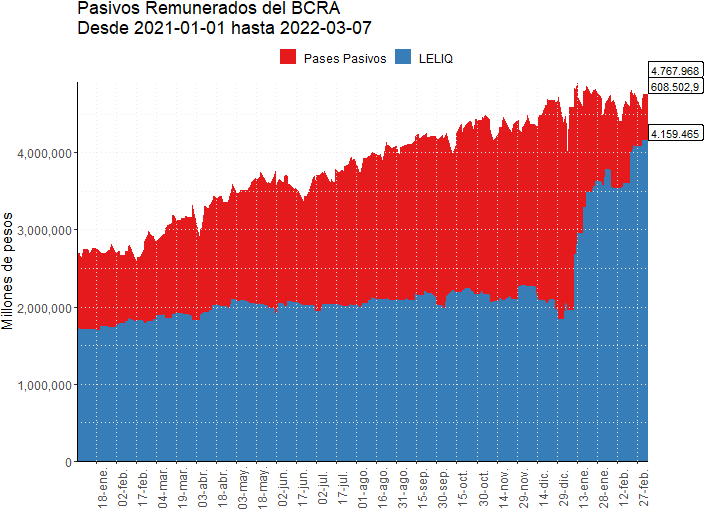 Pasivos Remunerados del BCRA
Desde 2021-01-01 hasta 2022-03-07
Pases Pasivos
LELIQ
4.767.968
608.502,9
4.159.465
4,000,000
3,000,000
2,000,000
1,000,000
0
Millones de pesos
18-ene.
02-feb.
17-feb.
04-mar.
19-mar.
03-abr.
18-abr.
03-may.
18-may.
02-jun.
17-jun.
02-jul.
17-jul.
01-ago.
16-ago.
31-ago.
15-sep.
30-sep.
15-oct.
30-oct.
14-nov.
29-nov.
14-dic.
29-dic.
13-ene.
28-ene.
12-feb.
27-feb.